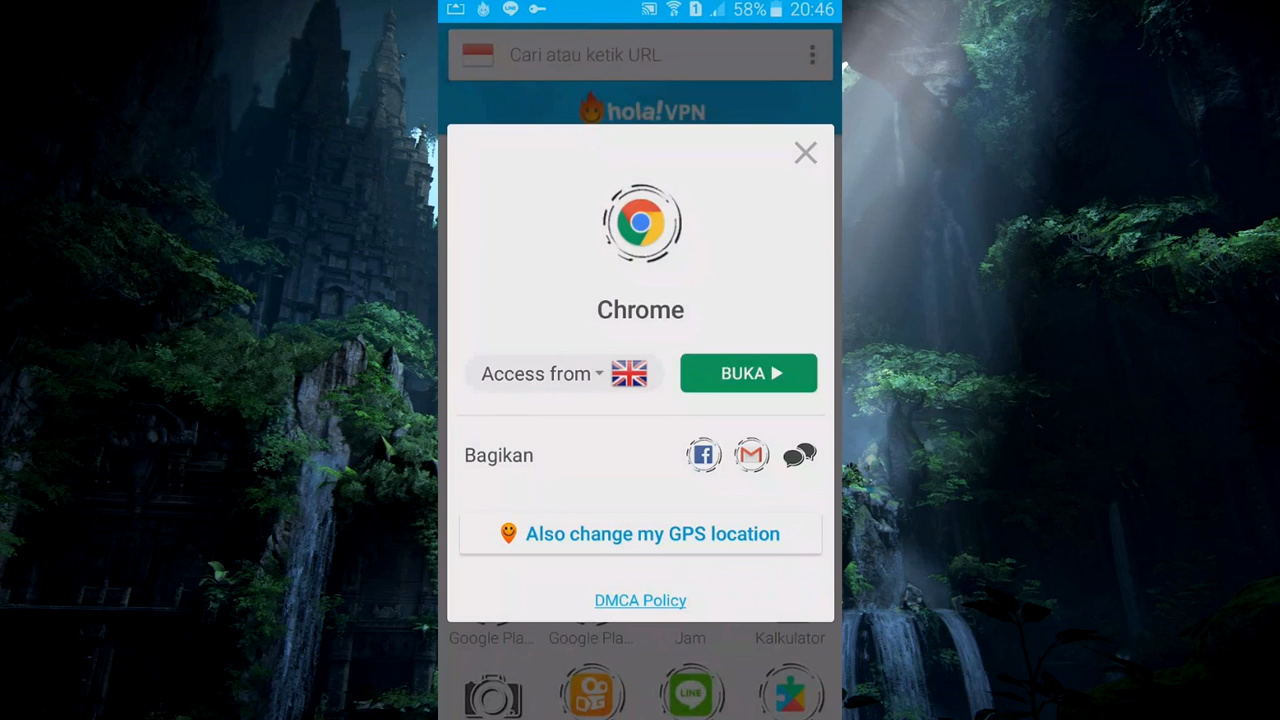 58% 20:46
Cari atau ketik URL
hola! VPN
Chrome
Access from
BUKA
Bagikan
Also change my GPS location
DMCA Policy
Google Pla... Google Pla... Jam Kalkulator
LINE